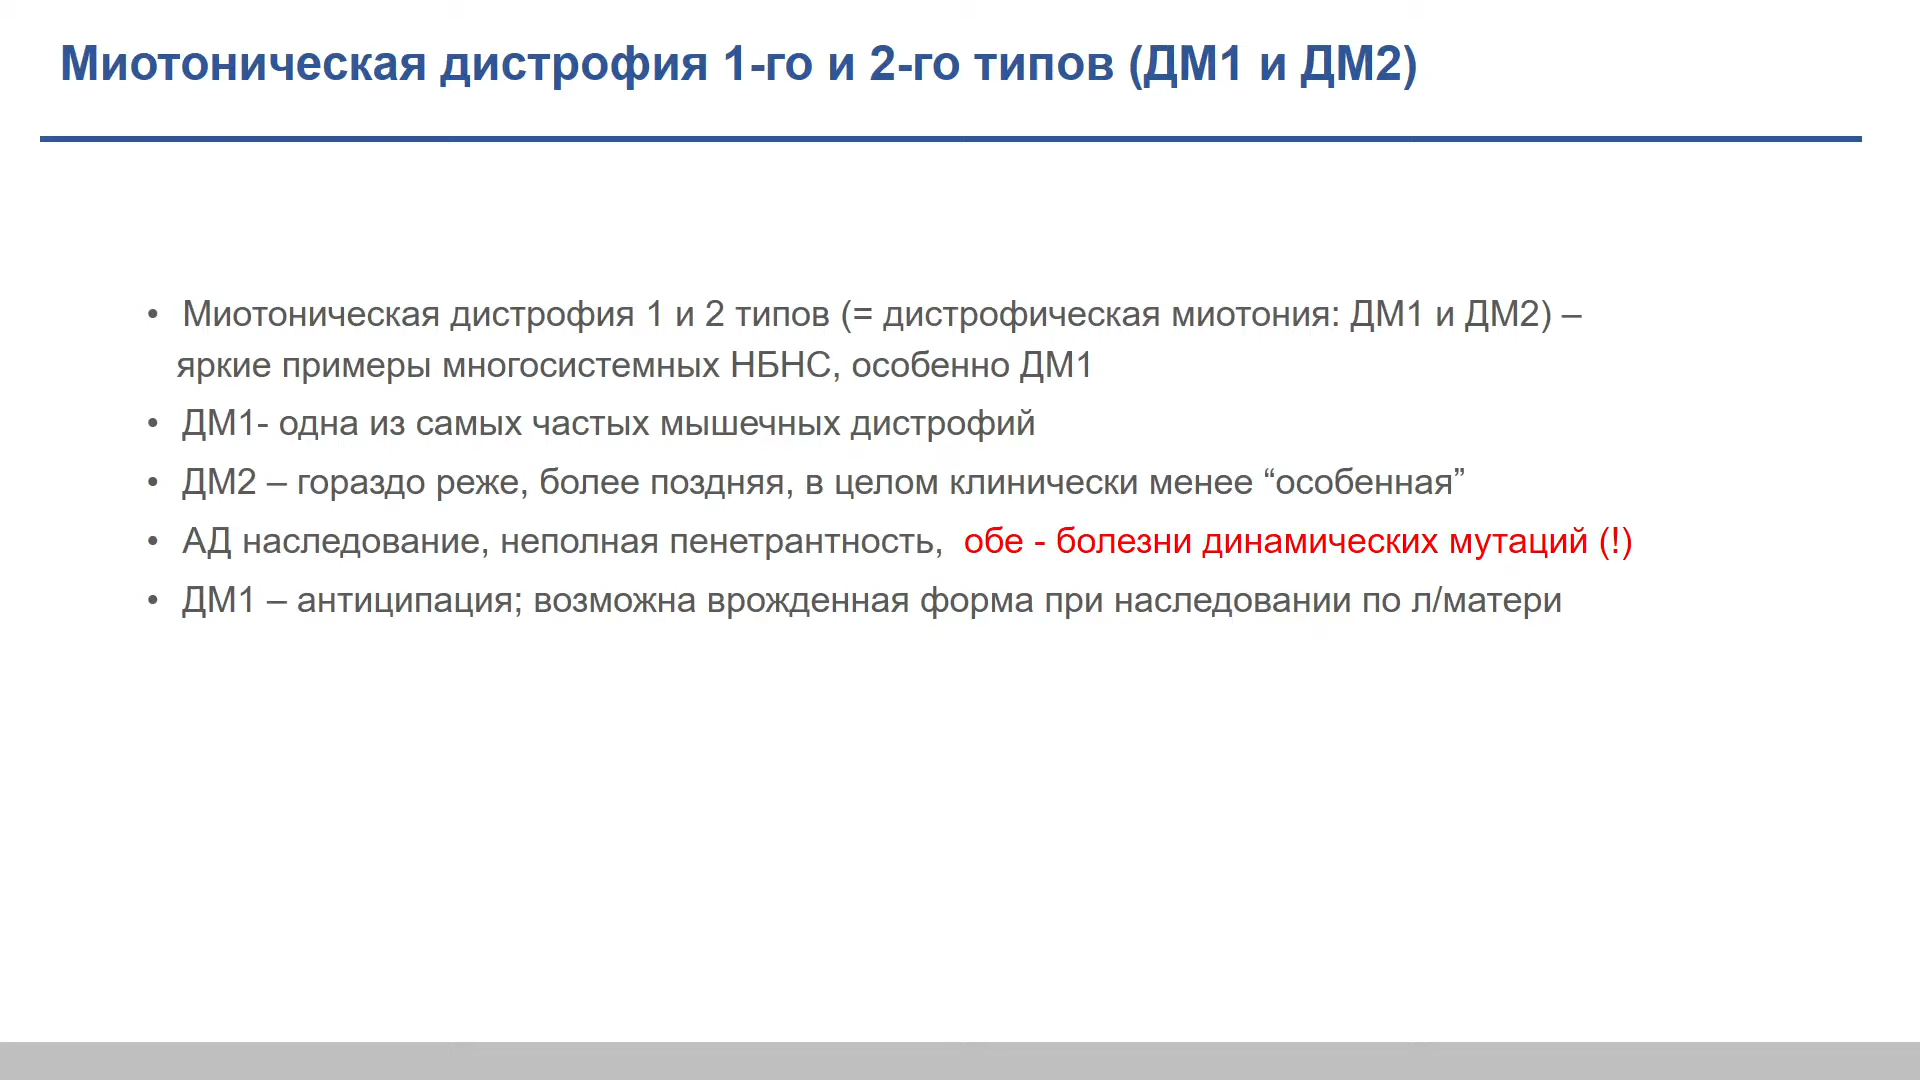 Миотоническая дистрофия 1-го и 2-го типов (ДМ1 и ДМ2)
• Миотоническая дистрофия 1 и 2 типов (= дистрофическая миотония: ДМ1 и ДМ2) –
яркие примеры многосистемных НБНС, особенно ДМ1
• ДМ1- одна из самых частых мышечных дистрофий
• ДМ2 – гораздо реже, более поздняя, в целом клинически менее “особенная”
• АД наследование, неполная пенетрантность, обе - болезни динамических мутаций (!)
• ДМ1 – антиципация; возможна врожденная форма при наследовании по л/матери